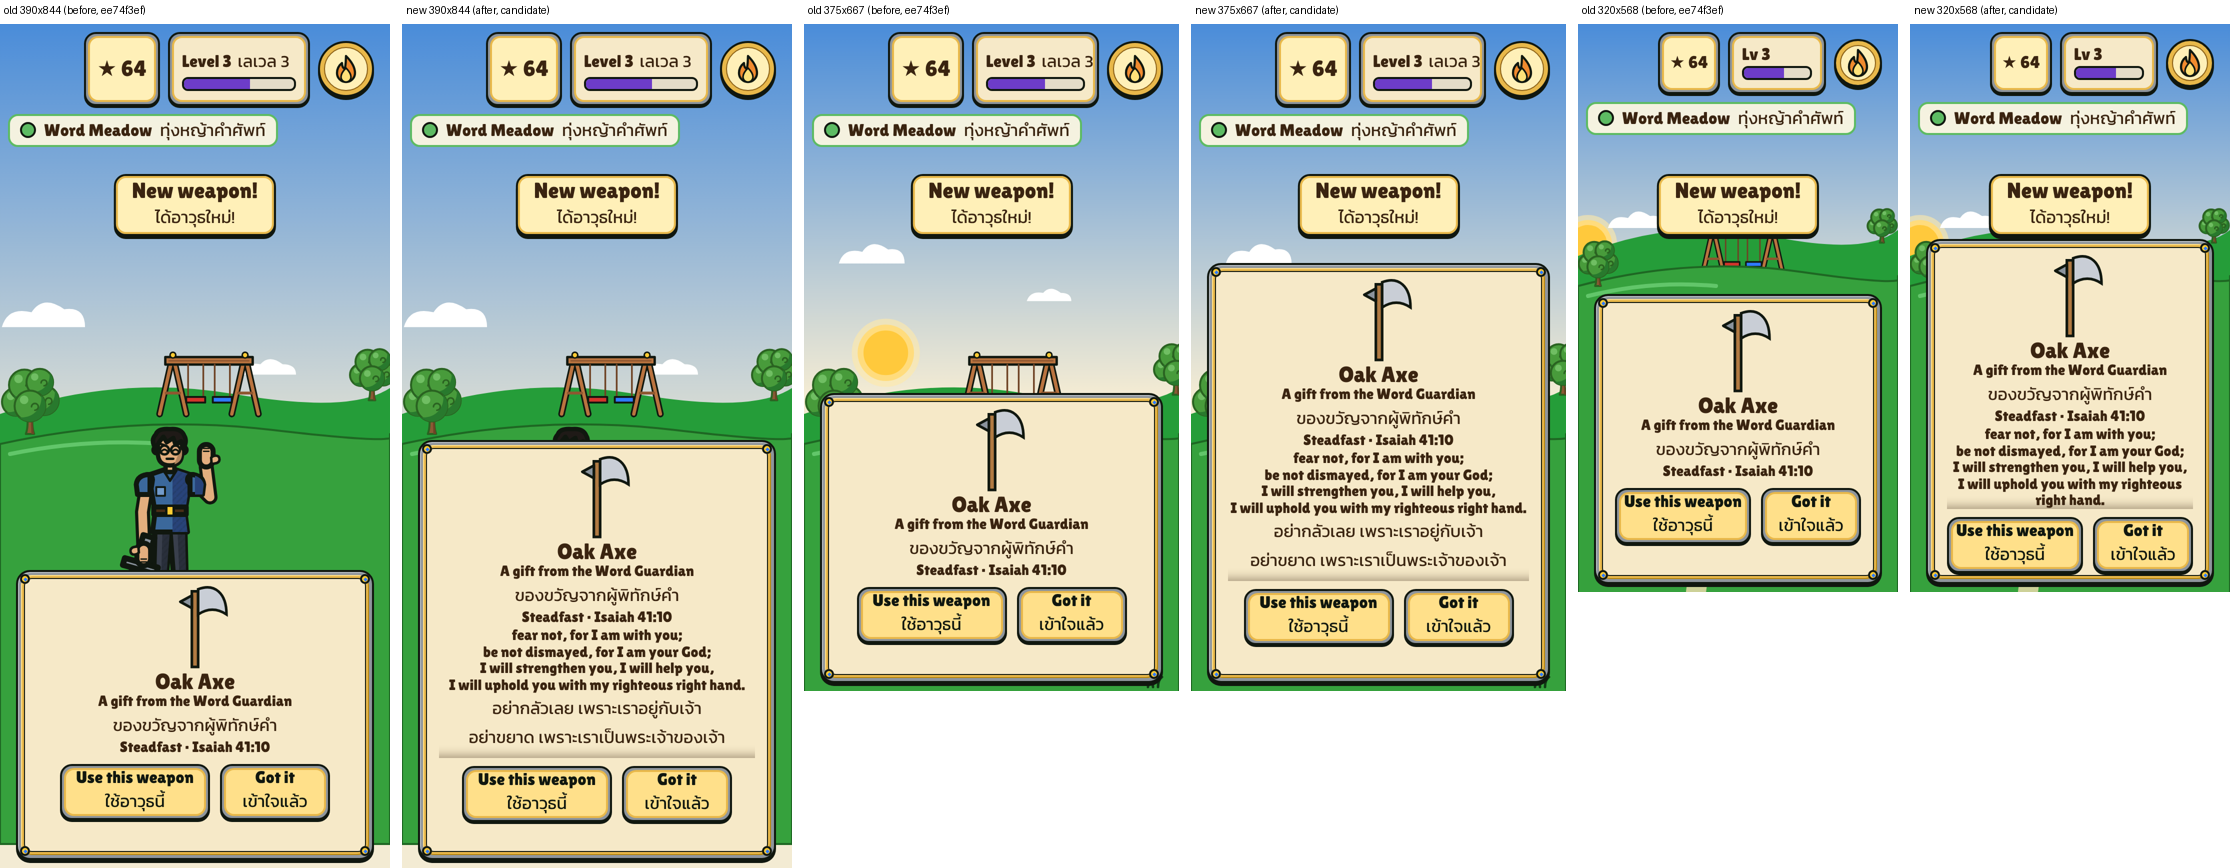 old 390x844 (before, ee74f3ef)
★ 64
Level 3 เลเวล 3
Word Meadow ทุ่งหญ้าคำศัพท์
New weapon!
ได้อาวุธใหม่!
Oak Axe
A gift from the Word Guardian
ของขวัญจากผู้พิทักษ์คำ
Steadfast · Isaiah 41:10
Use this weapon
ใช้อาวุธนี้
Got it
เข้าใจแล้ว
new 390x844 (after, candidate)
★ 64
Level 3 เลเวล 3
Word Meadow ทุ่งหญ้าคำศัพท์
New weapon!
ได้อาวุธใหม่!
Oak Axe
A gift from the Word Guardian
ของขวัญจากผู้พิทักษ์คำ
Steadfast · Isaiah 41:10
fear not, for I am with you;
be not dismayed, for I am your God;
I will strengthen you, I will help you,
I will uphold you with my righteous right hand.
อย่ากลัวเลย เพราะเราอยู่กับเจ้า
อย่าขยาด เพราะเราเป็นพระเจ้าของเจ้า
Use this weapon
ใช้อาวุธนี้
Got it
เข้าใจแล้ว
old 375x667 (before, ee74f3ef)
★ 64
Level 3 เลเวล 3
Word Meadow ทุ่งหญ้าคำศัพท์
New weapon!
ได้อาวุธใหม่!
Oak Axe
A gift from the Word Guardian
ของขวัญจากผู้พิทักษ์คำ
Steadfast · Isaiah 41:10
Use this weapon
ใช้อาวุธนี้
Got it
เข้าใจแล้ว
new 375x667 (after, candidate)
★ 64
Level 3 เลเวล 3
Word Meadow ทุ่งหญ้าคำศัพท์
New weapon!
ได้อาวุธใหม่!
Oak Axe
A gift from the Word Guardian
ของขวัญจากผู้พิทักษ์คำ
Steadfast · Isaiah 41:10
fear not, for I am with you;
be not dismayed, for I am your God;
I will strengthen you, I will help you,
I will uphold you with my righteous right hand.
อย่ากลัวเลย เพราะเราอยู่กับเจ้า
อย่าขยาด เพราะเราเป็นพระเจ้าของเจ้า
Use this weapon
ใช้อาวุธนี้
Got it
เข้าใจแล้ว
old 320x568 (before, ee74f3ef)
★ 64
Lv 3
Word Meadow ทุ่งหญ้าคำศัพท์
New weapon!
ได้อาวุธใหม่!
Oak Axe
A gift from the Word Guardian
ของขวัญจากผู้พิทักษ์คำ
Steadfast · Isaiah 41:10
Use this weapon
ใช้อาวุธนี้
Got it
เข้าใจแล้ว
new 320x568 (after, candidate)
★ 64
Lv 3
Word Meadow ทุ่งหญ้าคำศัพท์
New weapon!
ได้อาวุธใหม่!
Oak Axe
A gift from the Word Guardian
ของขวัญจากผู้พิทักษ์คำ
Steadfast · Isaiah 41:10
fear not, for I am with you;
be not dismayed, for I am your God;
I will strengthen you, I will help you,
I will uphold you with my righteous
right hand.
Use this weapon
ใช้อาวุธนี้
Got it
เข้าใจแล้ว